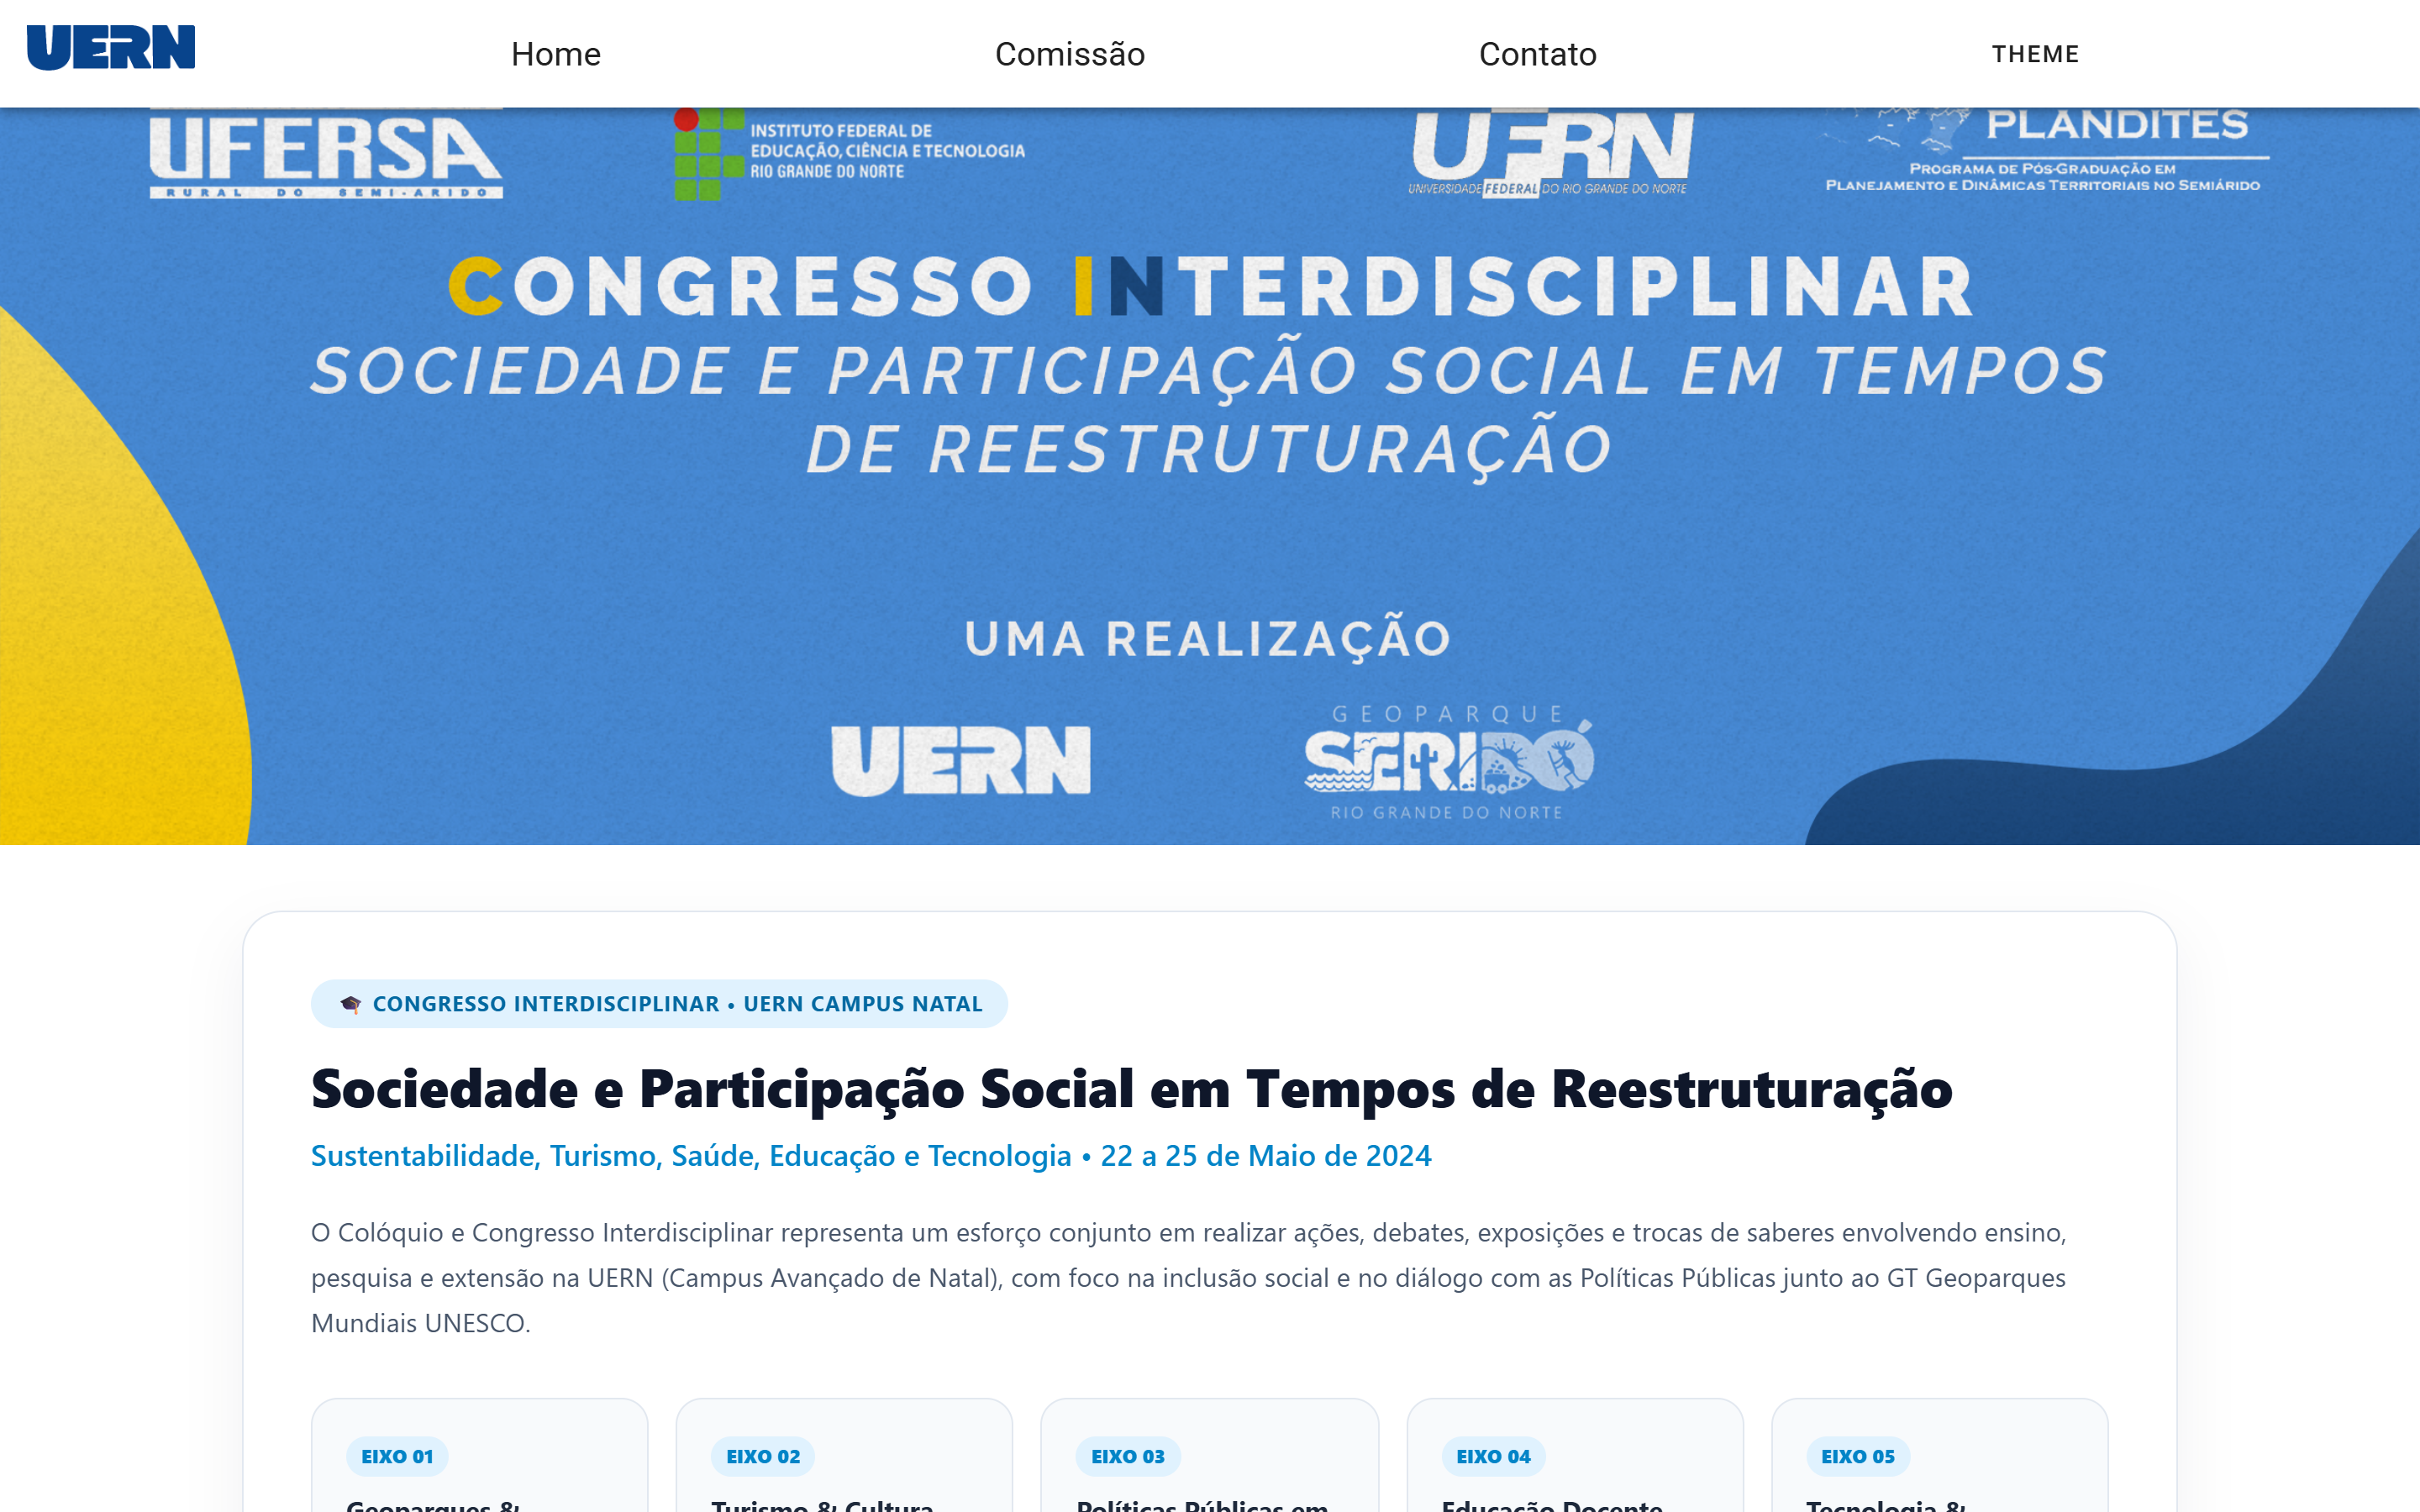 UERN
Home
Comissão
Contato
THEME
UFERSA
RURAL DO SEMI-ARIDO
INSTITUTO FEDERAL DE
EDUCAÇÃO, CIÊNCIA E TECNOLOGIA
RIO GRANDE DO NORTE
UFRN
UNIVERSIDADE FEDERAL DO RIO GRANDE DO NORTE
PLANDITES
PROGRAMA DE PÓS-GRADUAÇÃO EM
PLANEJAMENTO E DINÂMICAS TERRITORIAIS NO SEMIÁRIDO
CONGRESSO INTERDISCIPLINAR
SOCIEDADE E PARTICIPAÇÃO SOCIAL EM TEMPOS
DE REESTRUTURAÇÃO
UMA REALIZAÇÃO
UERN
GEOPARQUE
SERIDÓ
RIO GRANDE DO NORTE
CONGRESSO INTERDISCIPLINAR • UERN CAMPUS NATAL
Sociedade e Participação Social em Tempos de Reestruturação
Sustentabilidade, Turismo, Saúde, Educação e Tecnologia • 22 a 25 de Maio de 2024
O Colóquio e Congresso Interdisciplinar representa um esforço conjunto em realizar ações, debates, exposições e trocas de saberes envolvendo ensino,
pesquisa e extensão na UERN (Campus Avançado de Natal), com foco na inclusão social e no diálogo com as Políticas Públicas junto ao GT Geoparques
Mundiais UNESCO.
EIXO 01
Geoparques &
EIXO 02
Turismo & Cultura
EIXO 03
Políticas Públicas em
EIXO 04
Educação Docente
EIXO 05
Tecnologia &